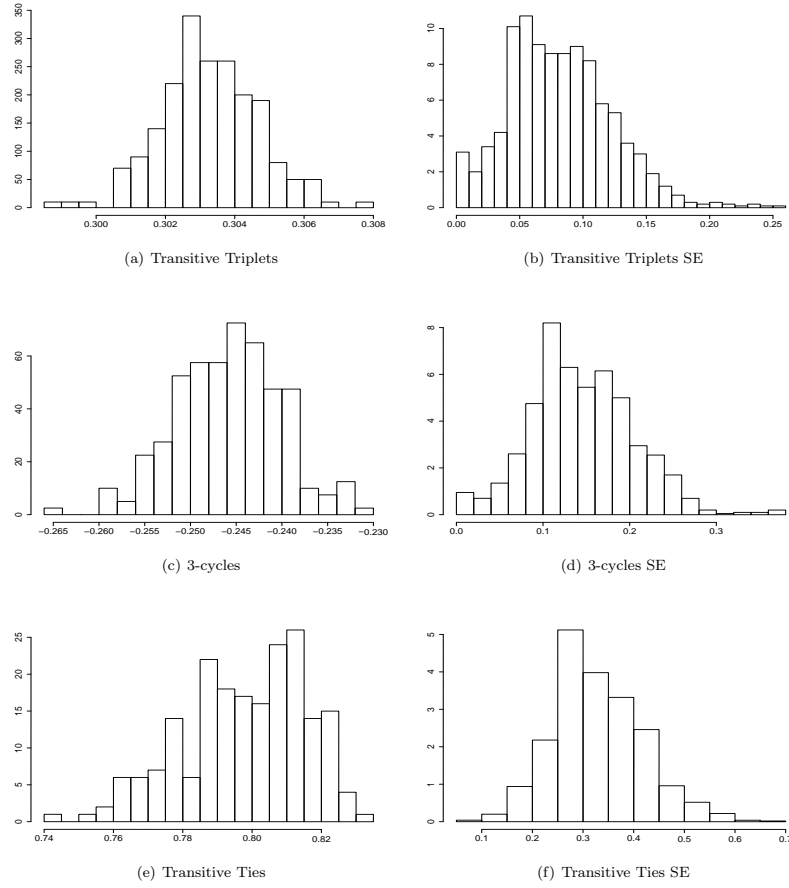 0 50 100 150 200 250 300 350
0.300 0.302 0.304 0.306 0.308
(a) Transitive Triplets
0 2 4 6 8 10
0.00 0.05 0.10 0.15 0.20 0.25
(b) Transitive Triplets SE
0 20 40 60
−0.265 −0.260 −0.255 −0.250 −0.245 −0.240 −0.235 −0.230
(c) 3-cycles
0 2 4 6 8
0.0 0.1 0.2 0.3
(d) 3-cycles SE
0 5 10 15 20 25
0.74 0.76 0.78 0.80 0.82
(e) Transitive Ties
0 1 2 3 4 5
0.1 0.2 0.3 0.4 0.5 0.6 0.7
(f) Transitive Ties SE